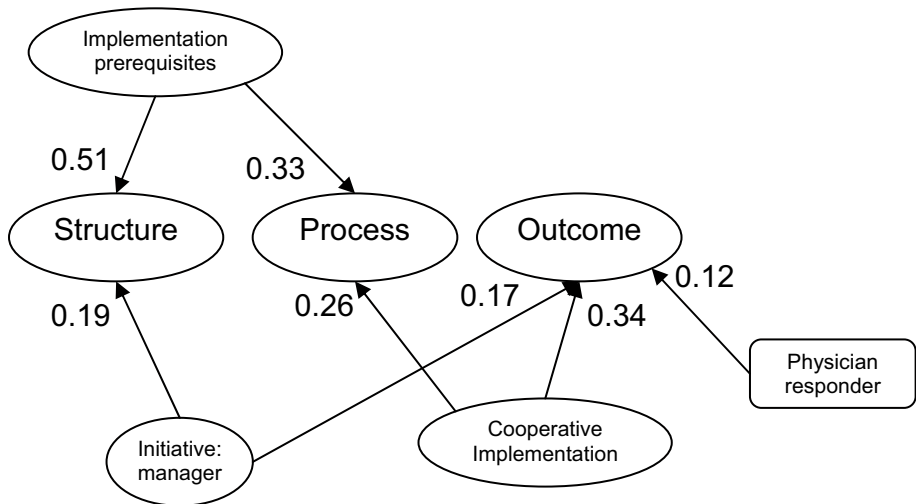 Implementation
prerequisites
0.51
0.33
Structure
Process
Outcome
0.19
0.26
0.17
0.34
0.12
Physician
responder
Initiative:
manager
Cooperative
Implementation